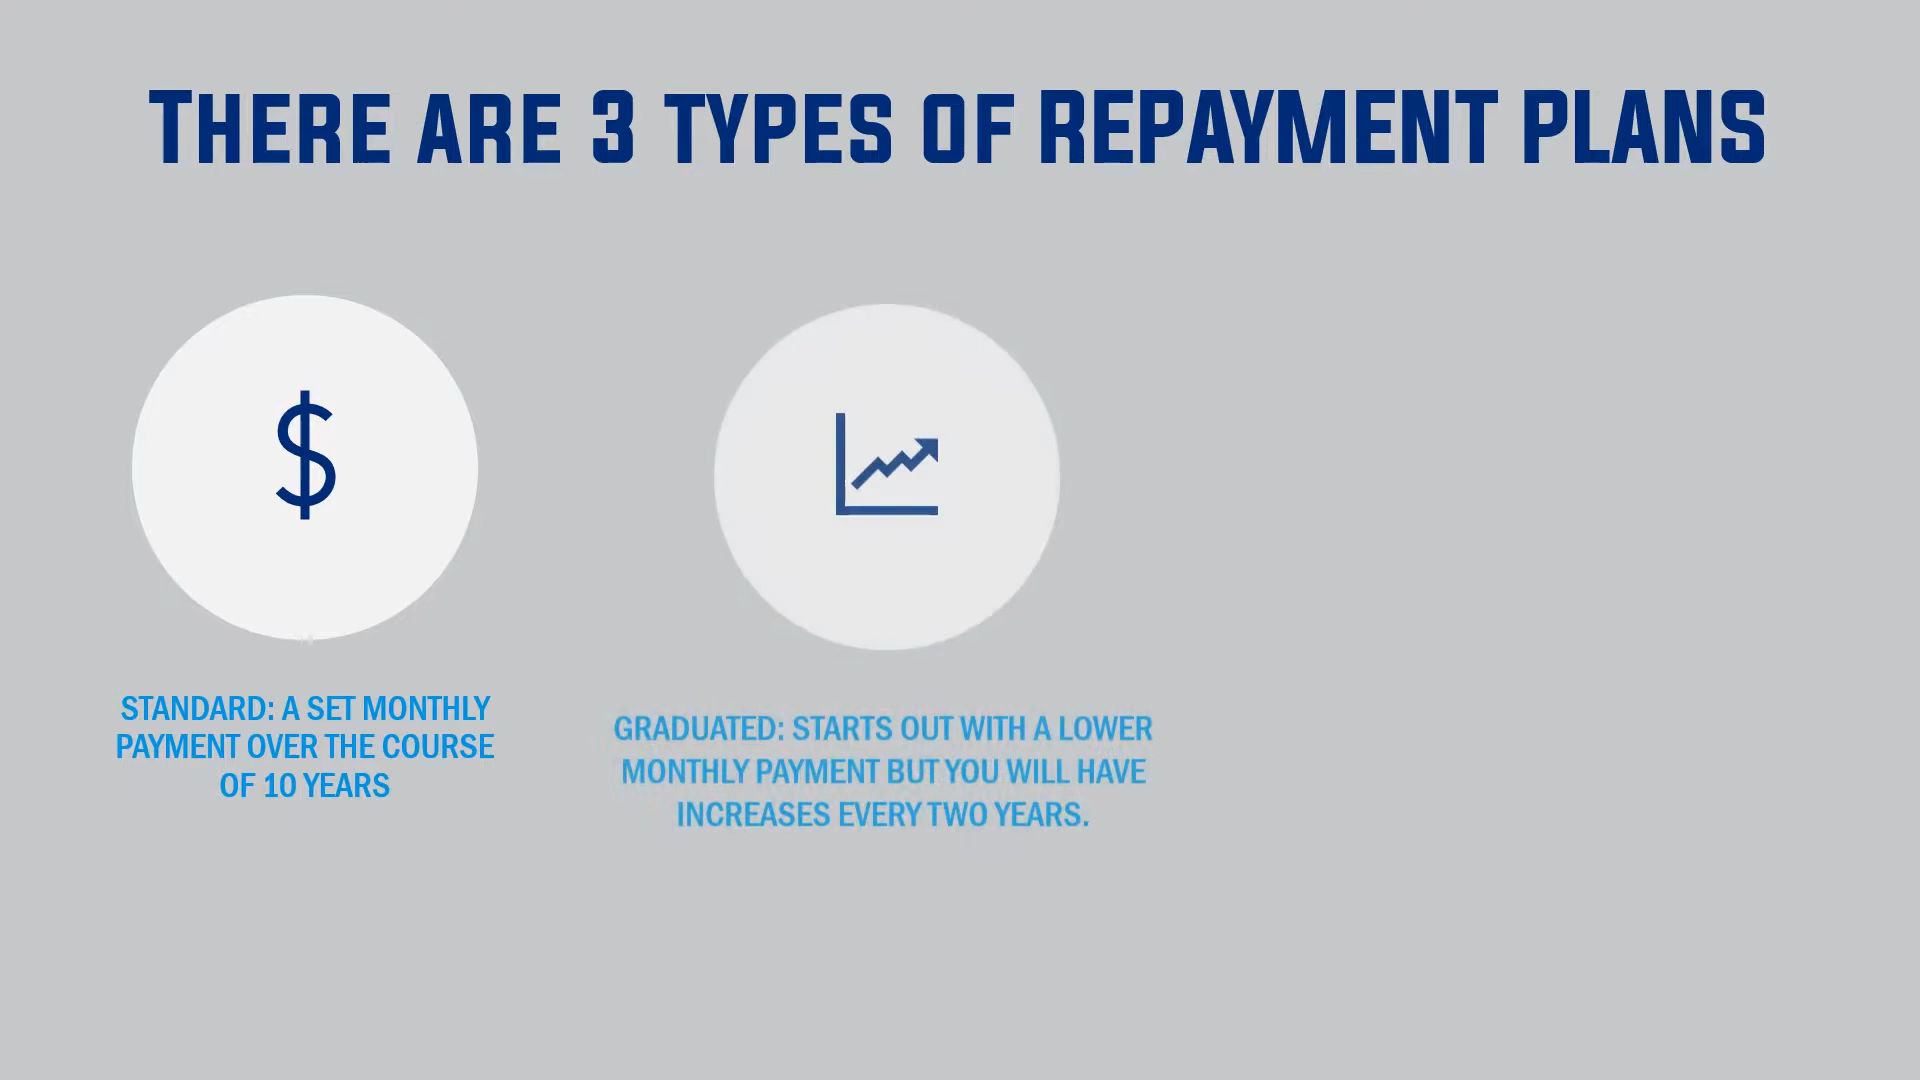 THERE ARE 3 TYPES OF REPAYMENT PLANS
STANDARD: A SET MONTHLY
PAYMENT OVER THE COURSE
OF 10 YEARS
GRADUATED: STARTS OUT WITH A LOWER
MONTHLY PAYMENT BUT YOU WILL HAVE
INCREASES EVERY TWO YEARS.